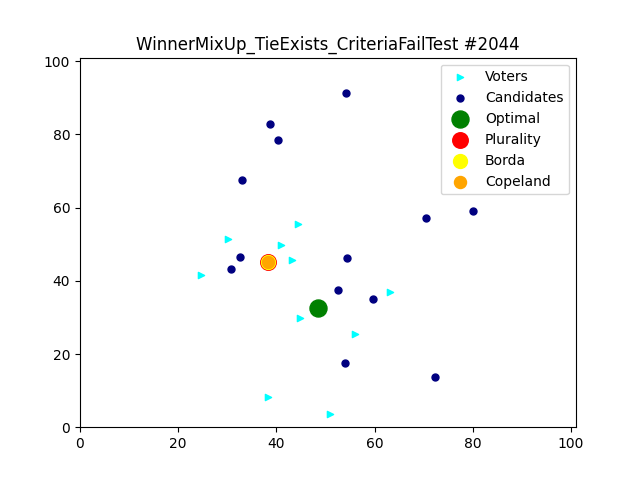 WinnerMixUp_TieExists_CriteriaFailTest #2044
100
80
60
40
20
0
0
20
40
60
80
100
Voters
Candidates
Optimal
Plurality
Borda
Copeland